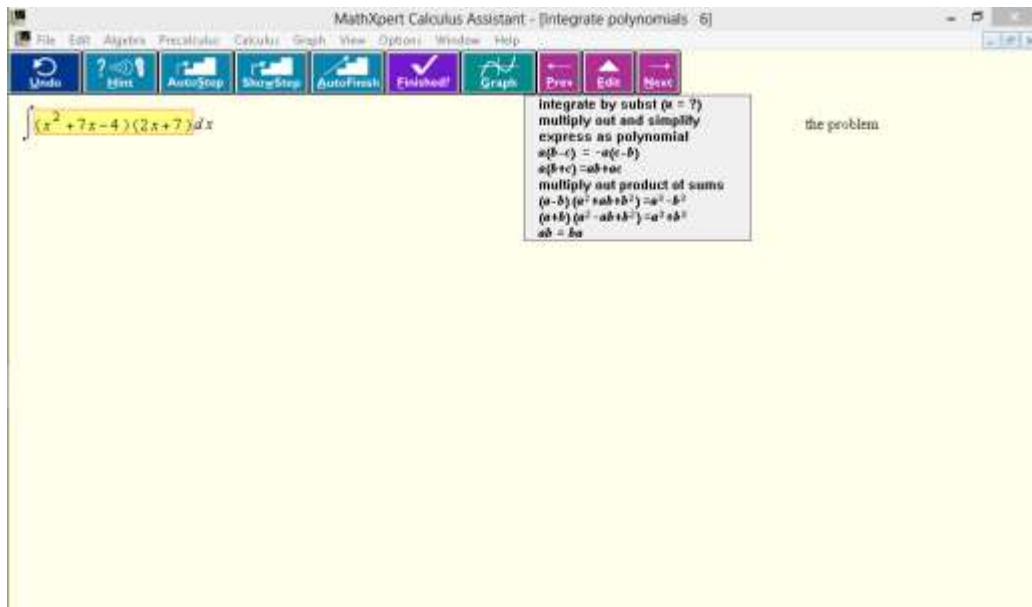 MathXpert Calculus Assistant - [Integrate polynomials 6]
File Edit Algebra Precalculus Calculus Graph View Options Window Help
Undo ? Hint AutoStep ShowStep AutoFinish Finished! Graph Prev Edit Next
∫(x² +7x−4)(2x+7)dx
the problem
integrate by subst (u = ?)
multiply out and simplify
express as polynomial
a(b−c) = −a(c−b)
a(b+c)=ab+ac
multiply out product of sums
(a−b)(a²+ab+b²)=a³−b³
(a+b)(a²−ab+b²)=a³+b³
ab = ba